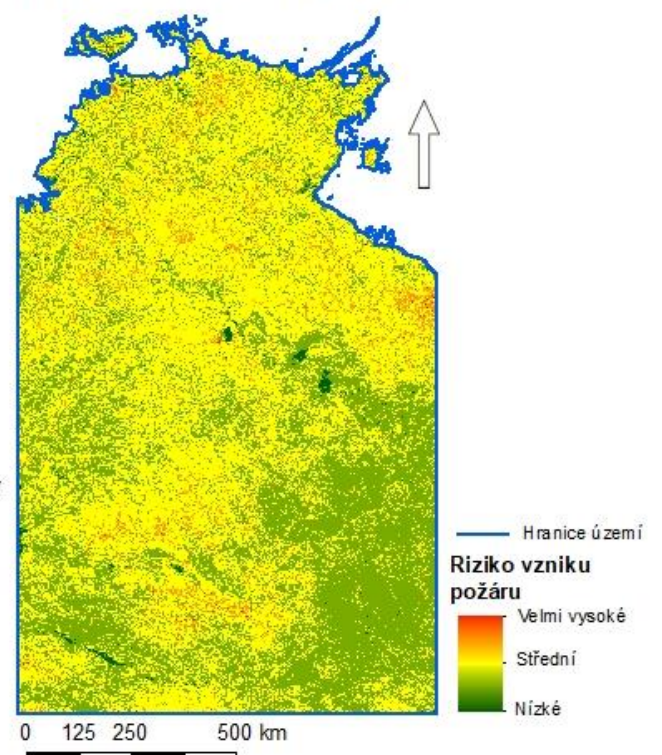 Hranice území
Riziko vzniku
požáru
Velmi vysoké
Střední
Nízké
0 125 250 500 km